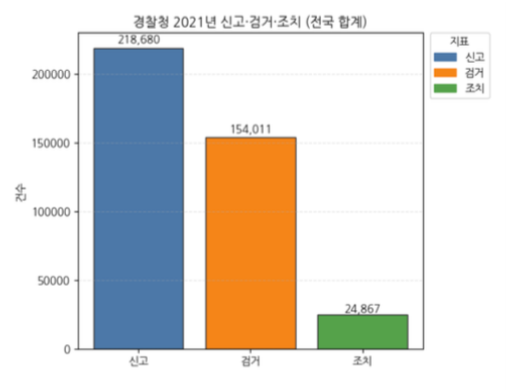 경찰청 2021년 신고·검거·조치 (전국 합계)
지표
신고
검거
조치
218,680
154,011
24,867
건수
200000
150000
100000
50000
0
신고
검거
조치